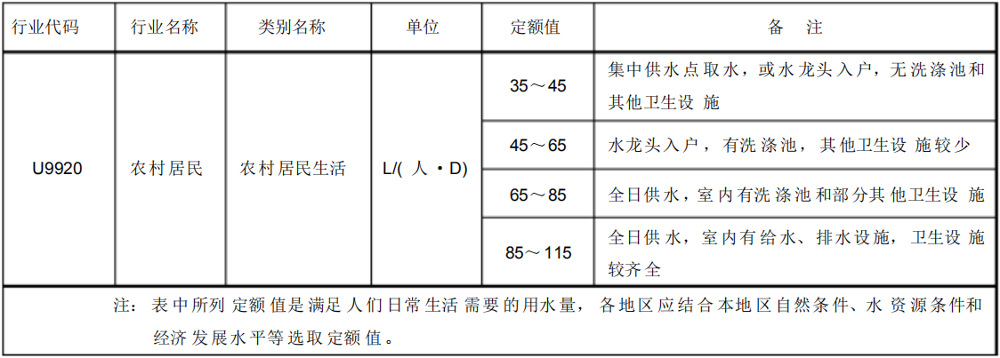 行业代码 行业名称 类别名称 单位 定额值 备 注
U9920 农村居民 农村居民生活 L/( 人 ·D)
35～45 集中供水点取水，或水龙头入户，无洗涤池和
其他卫生设 施
45～65 水龙头入户，有洗涤池，其他卫生设 施较少
65～85 全日供水，室内有洗涤池和部分其他卫生设 施
85～115 全日供水，室内有给水、排水设施，卫生设 施
较齐全
注： 表中所列 定额值是满足人们日常生活 需要的用水量， 各地区应结合本地区自然条件、水 资源条件和
经济发展水平等选取定额值。